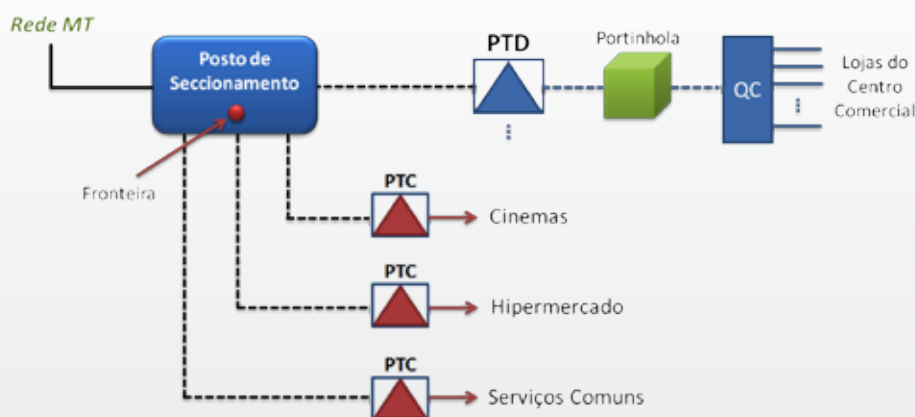 Rede MT
Posto de
Seccionamento
Fronteira
PTD
Portinhola
QC
Lojas do
Centro
Comercial
PTC
Cinemas
PTC
Hipermercado
PTC
Serviços Comuns